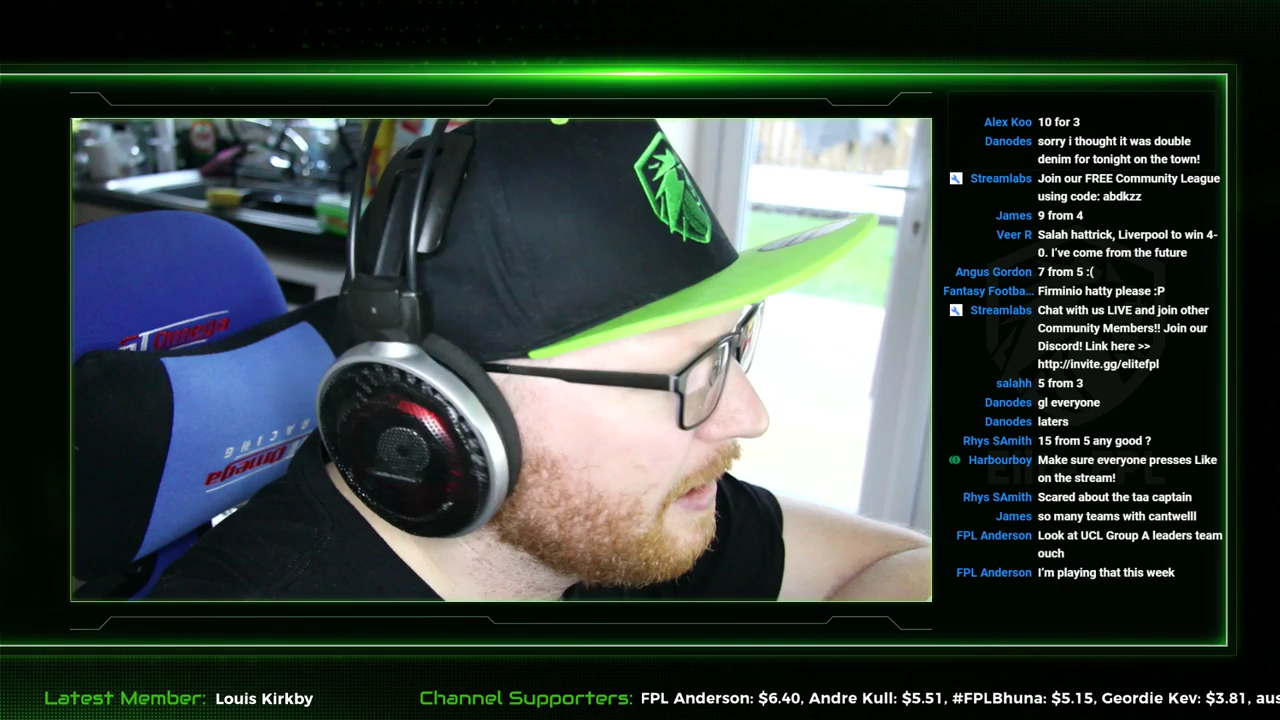 Alex Koo 10 for 3
Danodes sorry i thought it was double
denim for tonight on the town!
Streamlabs Join our FREE Community League
using code: abdkzz
James 9 from 4
Veer R Salah hattrick, Liverpool to win 4-
0. I've come from the future
Angus Gordon 7 from 5 :(
Fantasy Footba... Firminio hatty please :P
Streamlabs Chat with us LIVE and join other
Community Members!! Join our
Discord! Link here >>
http://invite.gg/elitefpl
salahh 5 from 3
Danodes gl everyone
Danodes laters
Rhys SAmith 15 from 5 any good ?
Harbourboy Make sure everyone presses Like
on the stream!
Rhys SAmith Scared about the taa captain
James so many teams with cantwelll
FPL Anderson Look at UCL Group A leaders team
ouch
FPL Anderson I'm playing that this week
Omega
RACING
Omega
Latest Member: Louis Kirkby
Channel Supporters: FPL Anderson: $6.40, Andre Kull: $5.51, #FPLBhuna: $5.15, Geordie Kev: $3.81, aus